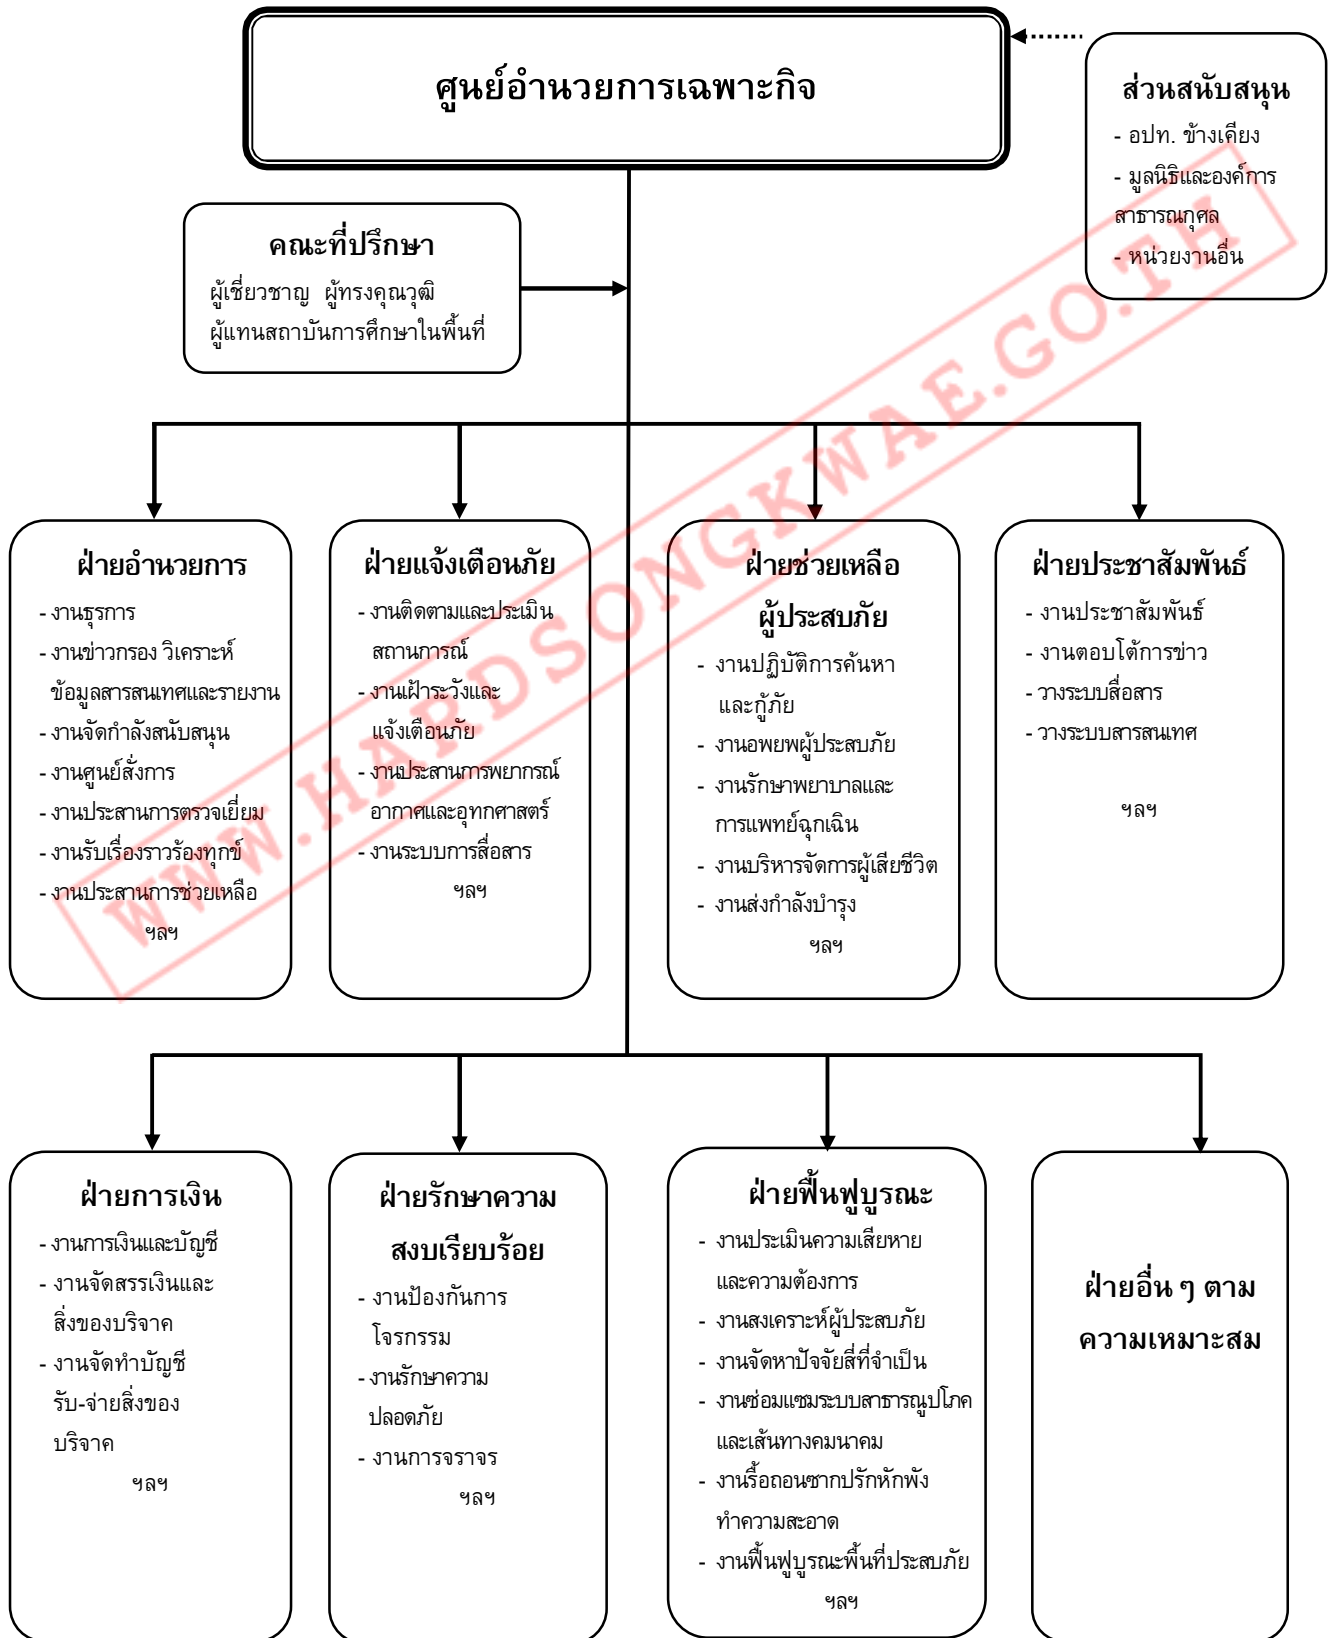 ศูนย์อำนวยการเฉพาะกิจ
ส่วนสนับสนุน
- อปท. ข้างเคียง
- มูลนิธิและองค์การ
สาธารณกุศล
- หน่วยงานอื่น
คณะที่ปรึกษา
ผู้เชี่ยวชาญ ผู้ทรงคุณวุฒิ
ผู้แทนสถาบันการศึกษาในพื้นที่
ฝ่ายอำนวยการ
- งานธุรการ
- งานข่าวกรอง วิเคราะห์
ข้อมูลสารสนเทศและรายงาน
- งานจัดกำลังสนับสนุน
- งานศูนย์สั่งการ
- งานประสานการตรวจเยี่ยม
- งานรับเรื่องราวร้องทุกข์
- งานประสานการช่วยเหลือ
ฯลฯ
ฝ่ายแจ้งเตือนภัย
- งานติดตามและประเมิน
สถานการณ์
- งานเฝ้าระวังและ
แจ้งเตือนภัย
- งานประสานการพยากรณ์
อากาศและอุทกศาสตร์
- งานระบบการสื่อสาร
ฯลฯ
ฝ่ายช่วยเหลือ
ผู้ประสบภัย
- งานปฏิบัติการค้นหา
และกู้ภัย
- งานอพยพผู้ประสบภัย
- งานรักษาพยาบาลและ
การแพทย์ฉุกเฉิน
- งานบริหารจัดการผู้เสียชีวิต
- งานส่งกำลังบำรุง
ฯลฯ
ฝ่ายประชาสัมพันธ์
- งานประชาสัมพันธ์
- งานตอบโต้การข่าว
- วางระบบสื่อสาร
- วางระบบสารสนเทศ
ฯลฯ
ฝ่ายการเงิน
- งานการเงินและบัญชี
- งานจัดสรรเงินและ
สิ่งของบริจาค
- งานจัดทำบัญชี
รับ-จ่ายสิ่งของ
บริจาค
ฯลฯ
ฝ่ายรักษาความ
สงบเรียบร้อย
- งานป้องกันการ
โจรกรรม
- งานรักษาความ
ปลอดภัย
- งานการจราจร
ฯลฯ
ฝ่ายฟื้นฟูบูรณะ
- งานประเมินความเสียหาย
และความต้องการ
- งานสงเคราะห์ผู้ประสบภัย
- งานจัดหาปัจจัยสี่ที่จำเป็น
- งานซ่อมแซมระบบสาธารณูปโภค
และเส้นทางคมนาคม
- งานรื้อถอนซากปรักหักพัง
ทำความสะอาด
- งานฟื้นฟูบูรณะพื้นที่ประสบภัย
ฯลฯ
ฝ่ายอื่น ๆ ตาม
ความเหมาะสม
WWW.HARDSONGKWAE.GO.TH